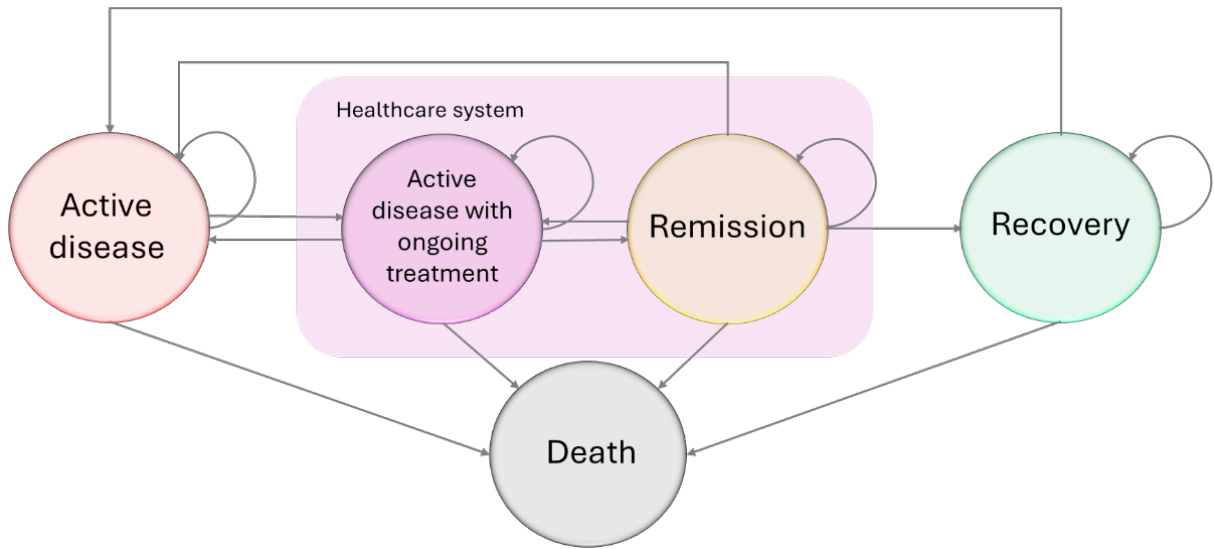 Healthcare system
Active
disease
Active
disease with
ongoing
treatment
Remission
Recovery
Death